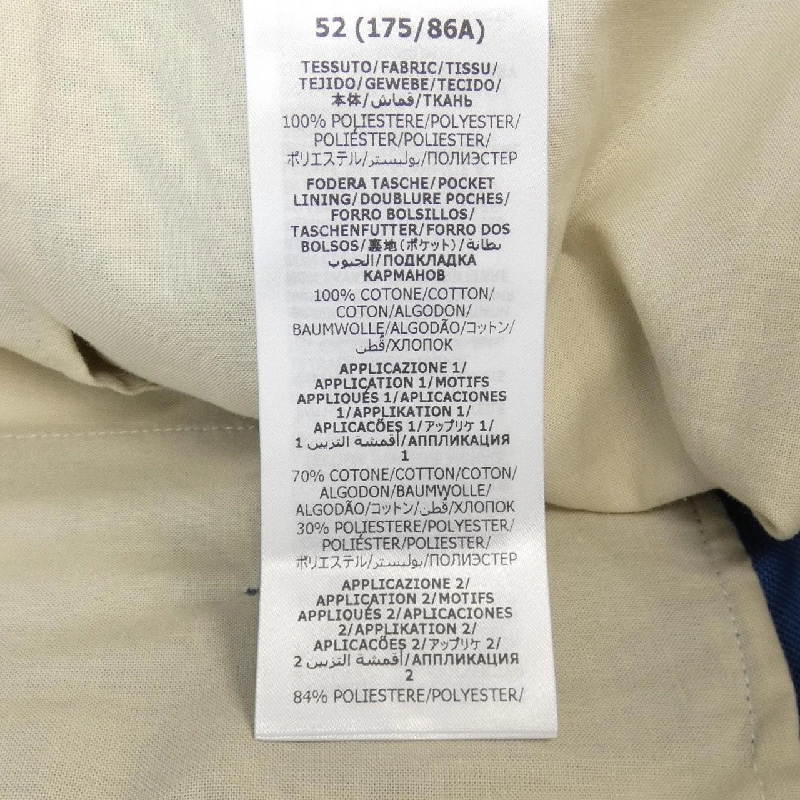 52 (175/86A)
TESSUTO/FABRIC/TISSU/
TEJIDO/GEWEBE/TECIDO/
本体/قماش/ТКАНЬ
100% POLIESTERE/POLYESTER/
POLIÉSTER/POLIESTER/
ポリエステル/بوليستر/ПОЛИЭСТЕР
FODERA TASCHE/POCKET
LINING/DOUBLURE POCHES/
FORRO BOLSILLOS/
TASCHENFUTTER/FORRO DOS
BOLSOS/裏地(ポケット)/بطانة
الجيوب/ПОДКЛАДКА
КАРМАНОВ
100% COTONE/COTTON/
COTON/ALGODON/
BAUMWOLLE/ALGODÃO/コットン/
قُطن/ХЛОПОК
APPLICAZIONE 1/
APPLICATION 1/MOTIFS
APPLIQUÉS 1/APLICACIONES
1/APPLIKATION 1/
APLICAÇÕES 1/アップリケ 1/
أقمشة التزيين 1/АППЛИКАЦИЯ
1
70% COTONE/COTTON/COTON/
ALGODON/BAUMWOLLE/
ALGODÃO/コットン/قُطن/ХЛОПОК
30% POLIESTERE/POLYESTER/
POLIÉSTER/POLIESTER/
ポリエステル/بوليستر/ПОЛИЭСТЕР
APPLICAZIONE 2/
APPLICATION 2/MOTIFS
APPLIQUÉS 2/APLICACIONES
2/APPLIKATION 2/
APLICAÇÕES 2/アップリケ 2/
أقمشة التزيين 2/АППЛИКАЦИЯ
2
84% POLIESTERE/POLYESTER/